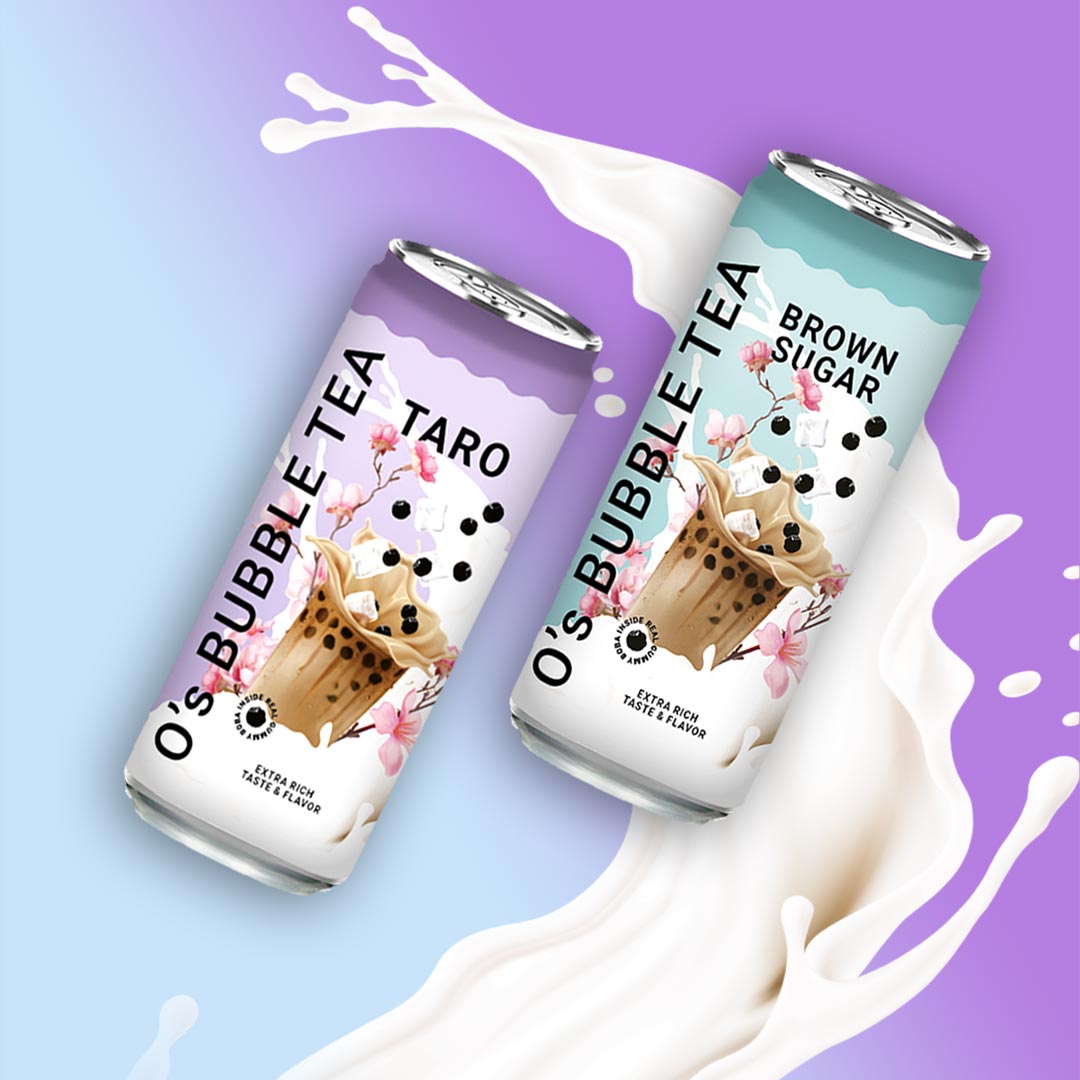 O's BUBBLE TEA
TARO
INSIDE REAL GUMMY BOBA
EXTRA RICH
TASTE & FLAVOR
O's BUBBLE TEA
BROWN
SUGAR
INSIDE REAL GUMMY BOBA
EXTRA RICH
TASTE & FLAVOR